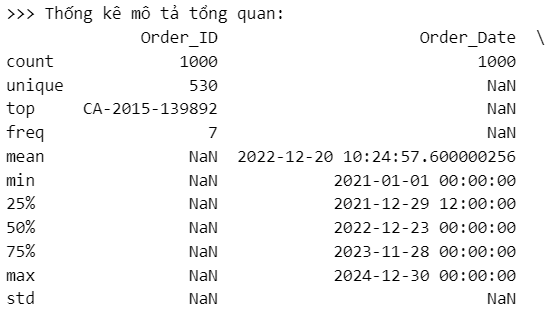 >>> Thống kê mô tả tổng quan:
Order_ID Order_Date \
count 1000 1000
unique 530 NaN
top CA-2015-139892 NaN
freq 7 NaN
mean NaN 2022-12-20 10:24:57.600000256
min NaN 2021-01-01 00:00:00
25% NaN 2021-12-29 12:00:00
50% NaN 2022-12-23 00:00:00
75% NaN 2023-11-28 00:00:00
max NaN 2024-12-30 00:00:00
std NaN NaN